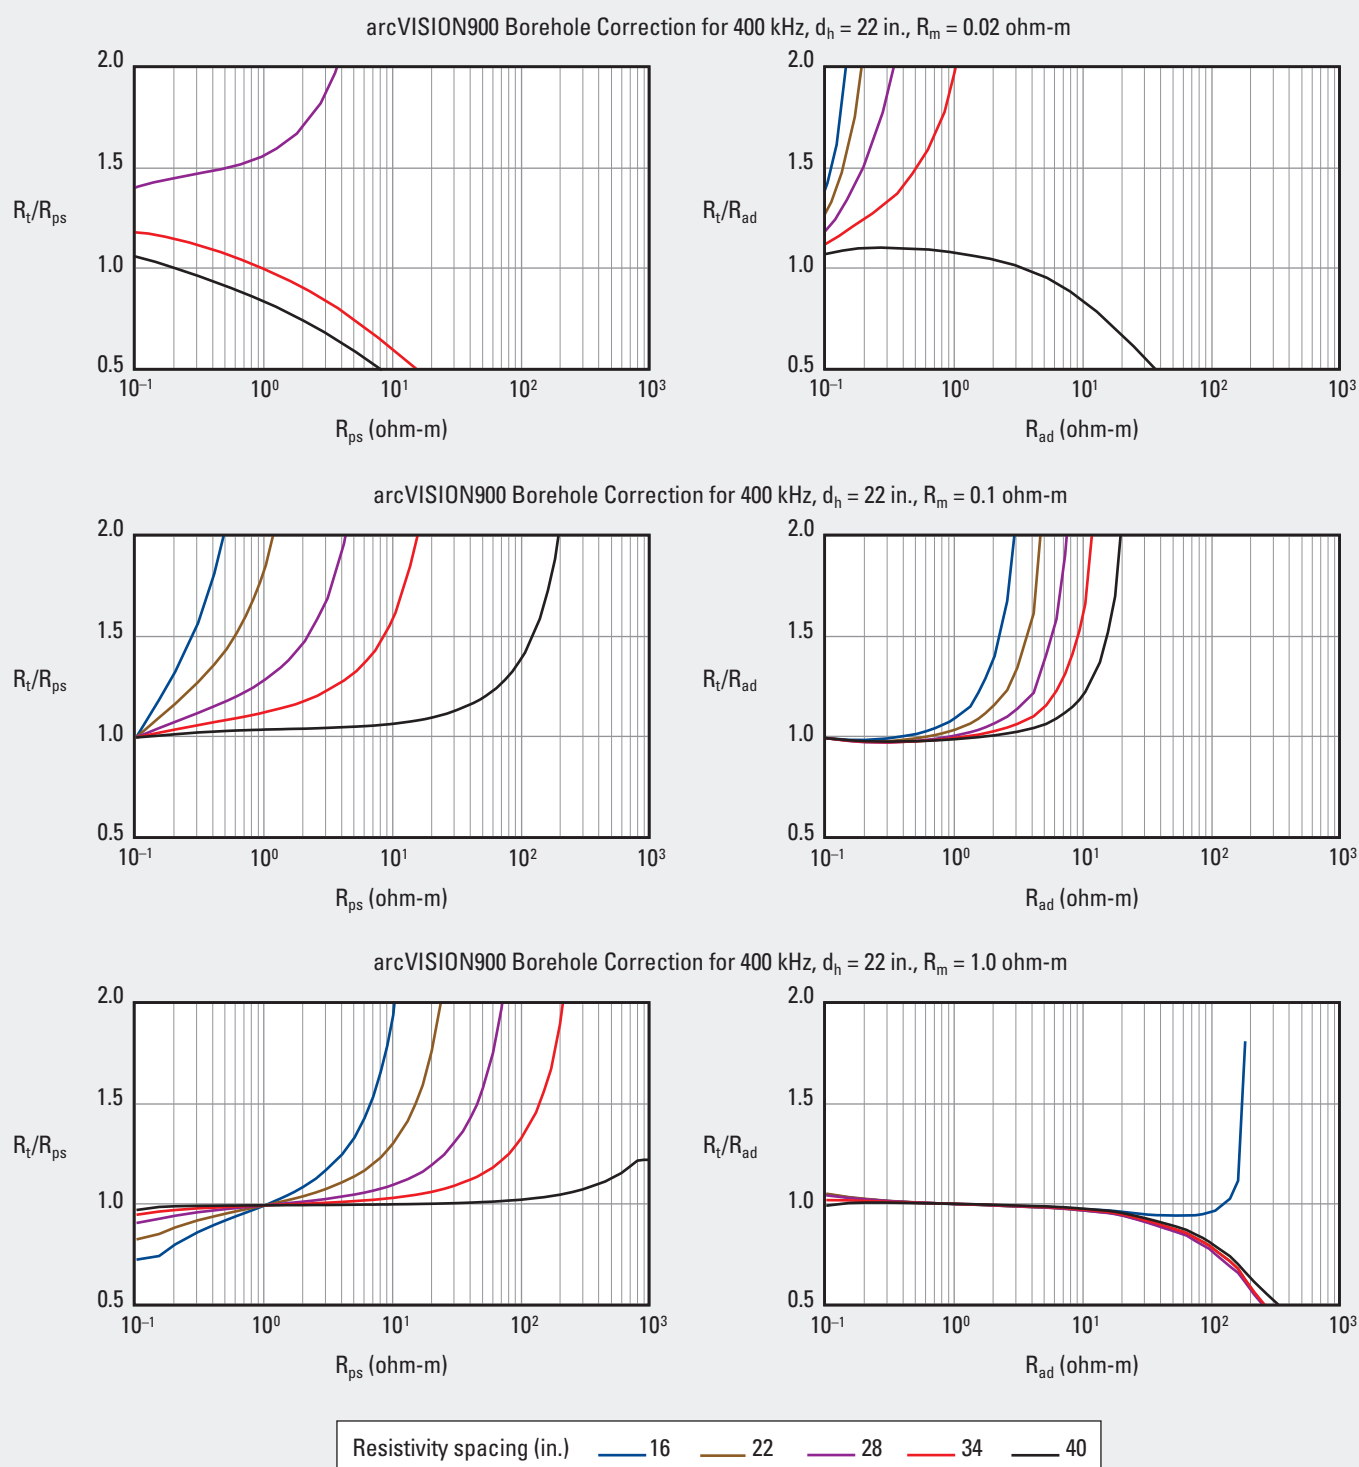 arcVISION900 Borehole Correction for 400 kHz, dₕ = 22 in., Rₘ = 0.02 ohm-m
2.0
1.5
Rₜ/Rₚₛ
1.0
0.5
10⁻¹ 10⁰ 10¹ 10² 10³
Rₚₛ (ohm-m)
2.0
1.5
Rₜ/R_ad
1.0
0.5
10⁻¹ 10⁰ 10¹ 10² 10³
R_ad (ohm-m)
arcVISION900 Borehole Correction for 400 kHz, dₕ = 22 in., Rₘ = 0.1 ohm-m
2.0
1.5
Rₜ/Rₚₛ
1.0
0.5
10⁻¹ 10⁰ 10¹ 10² 10³
Rₚₛ (ohm-m)
2.0
1.5
Rₜ/R_ad
1.0
0.5
10⁻¹ 10⁰ 10¹ 10² 10³
R_ad (ohm-m)
arcVISION900 Borehole Correction for 400 kHz, dₕ = 22 in., Rₘ = 1.0 ohm-m
2.0
1.5
Rₜ/Rₚₛ
1.0
0.5
10⁻¹ 10⁰ 10¹ 10² 10³
Rₚₛ (ohm-m)
2.0
1.5
Rₜ/R_ad
1.0
0.5
10⁻¹ 10⁰ 10¹ 10² 10³
R_ad (ohm-m)
Resistivity spacing (in.) 16 22 28 34 40